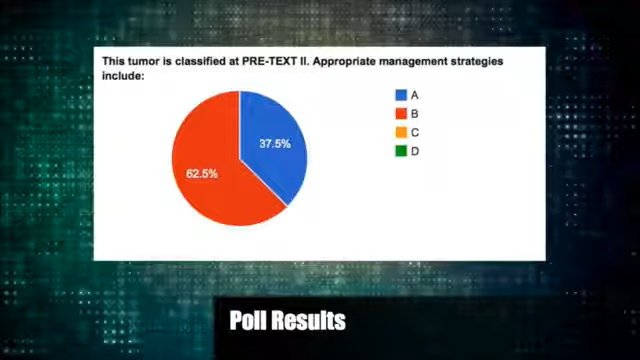 This tumor is classified at PRE-TEXT II. Appropriate management strategies
include:
A
B
C
D
37.5%
62.5%
Poll Results